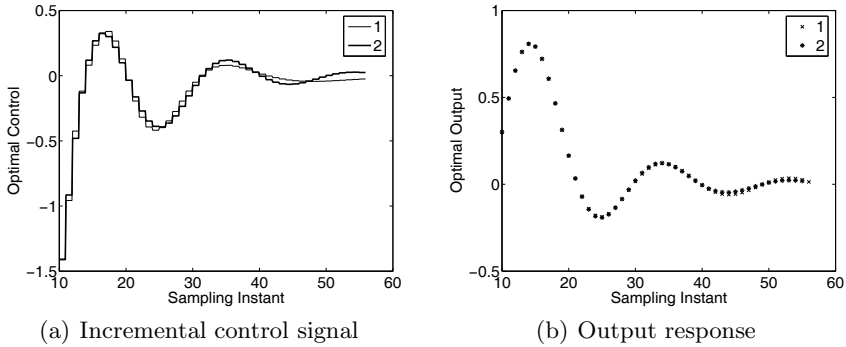 0.5
0
−0.5
−1
−1.5
10 20 30 40 50 60
Optimal Control
Sampling Instant
1
2
(a) Incremental control signal
1
0.5
0
−0.5
10 20 30 40 50 60
Optimal Output
Sampling Instant
1
2
(b) Output response